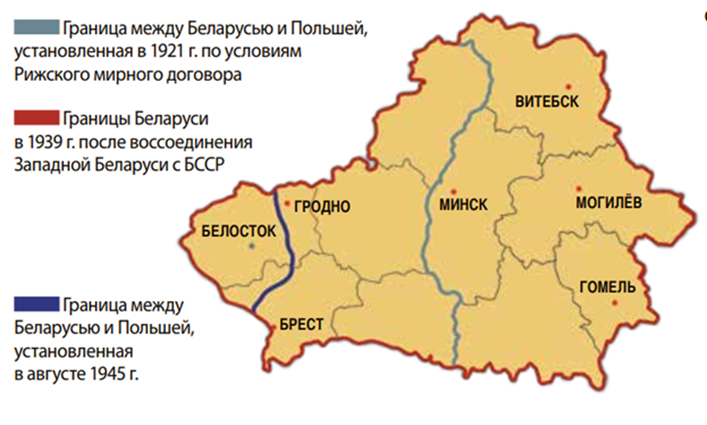 Граница между Беларусью и Польшей,
установленная в 1921 г. по условиям
Рижского мирного договора
Границы Беларуси
в 1939 г. после воссоединения
Западной Беларуси с БССР
Граница между
Беларусью и Польшей,
установленная
в августе 1945 г.
ВИТЕБСК
МИНСК
МОГИЛЁВ
ГРОДНО
БЕЛОСТОК
ГОМЕЛЬ
БРЕСТ